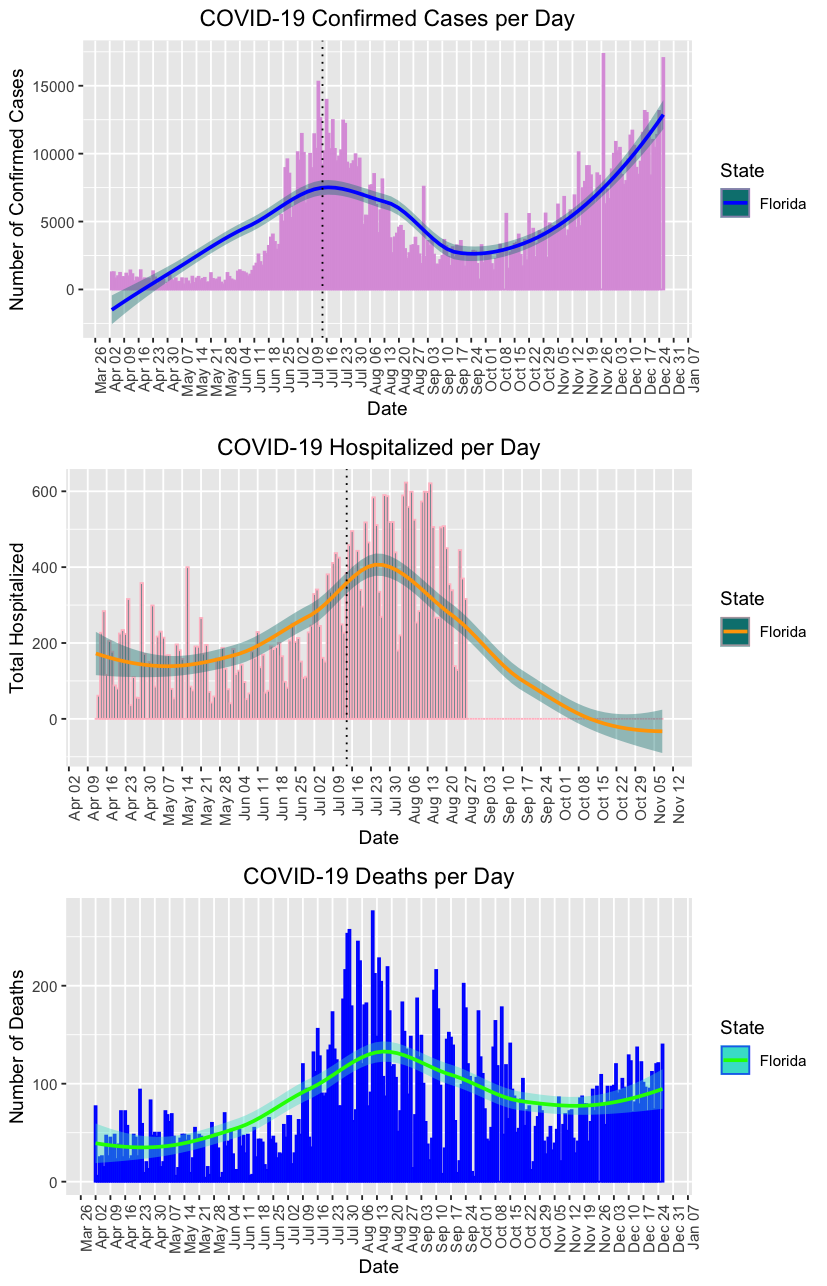 COVID-19 Confirmed Cases per Day
Number of Confirmed Cases
15000
10000
5000
0
Mar 26
Apr 02
Apr 09
Apr 16
Apr 23
Apr 30
May 07
May 14
May 21
May 28
Jun 04
Jun 11
Jun 18
Jun 25
Jul 02
Jul 09
Jul 16
Jul 23
Jul 30
Aug 06
Aug 13
Aug 20
Aug 27
Sep 03
Sep 10
Sep 17
Sep 24
Oct 01
Oct 08
Oct 15
Oct 22
Oct 29
Nov 05
Nov 12
Nov 19
Nov 26
Dec 03
Dec 10
Dec 17
Dec 24
Dec 31
Jan 07
Date
State
Florida
COVID-19 Hospitalized per Day
Total Hospitalized
600
400
200
0
Apr 02
Apr 09
Apr 16
Apr 23
Apr 30
May 07
May 14
May 21
May 28
Jun 04
Jun 11
Jun 18
Jun 25
Jul 02
Jul 09
Jul 16
Jul 23
Jul 30
Aug 06
Aug 13
Aug 20
Aug 27
Sep 03
Sep 10
Sep 17
Sep 24
Oct 01
Oct 08
Oct 15
Oct 22
Oct 29
Nov 05
Nov 12
Date
State
Florida
COVID-19 Deaths per Day
Number of Deaths
200
100
0
Mar 26
Apr 02
Apr 09
Apr 16
Apr 23
Apr 30
May 07
May 14
May 21
May 28
Jun 04
Jun 11
Jun 18
Jun 25
Jul 02
Jul 09
Jul 16
Jul 23
Jul 30
Aug 06
Aug 13
Aug 20
Aug 27
Sep 03
Sep 10
Sep 17
Sep 24
Oct 01
Oct 08
Oct 15
Oct 22
Oct 29
Nov 05
Nov 12
Nov 19
Nov 26
Dec 03
Dec 10
Dec 17
Dec 24
Dec 31
Jan 07
Date
State
Florida